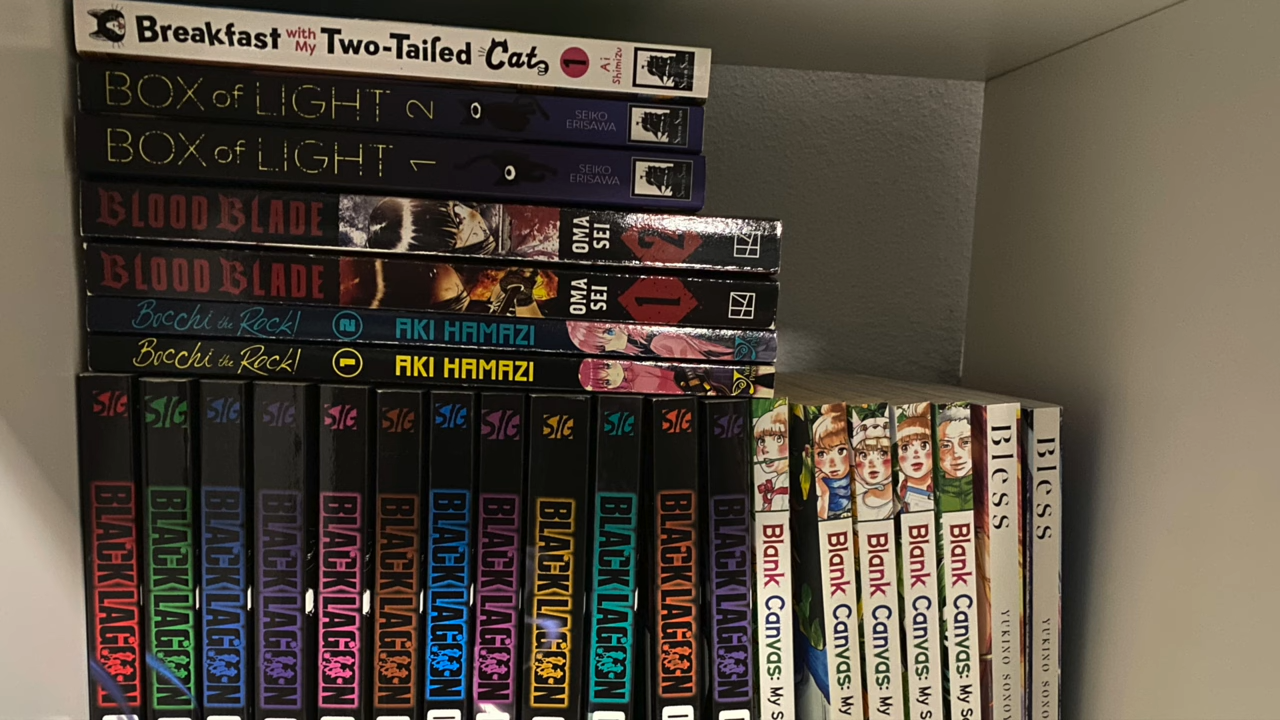 Breakfast with My Two-Tailed Cat 1 Ai Shimizu
BOX of LIGHT 2 SEIKO ERISAWA
BOX of LIGHT 1 SEIKO ERISAWA
BLOOD BLADE OMA SEI 2
BLOOD BLADE OMA SEI 1
Bocchi the Rock! 2 AKI HAMAZI
Bocchi the Rock! 1 AKI HAMAZI
BLACK LAGOON
BLACK LAGOON
BLACK LAGOON
BLACK LAGOON
BLACK LAGOON
BLACK LAGOON
BLACK LAGOON
BLACK LAGOON
BLACK LAGOON
BLACK LAGOON
BLACK LAGOON
BLACK LAGOON
Blank Canvas: My S
Blank Canvas: My
Blank Canvas: My S
Blank Canvas: My S
Blank Canvas: My S
Bless YUKINO SONO
Bless YUKINO SONO